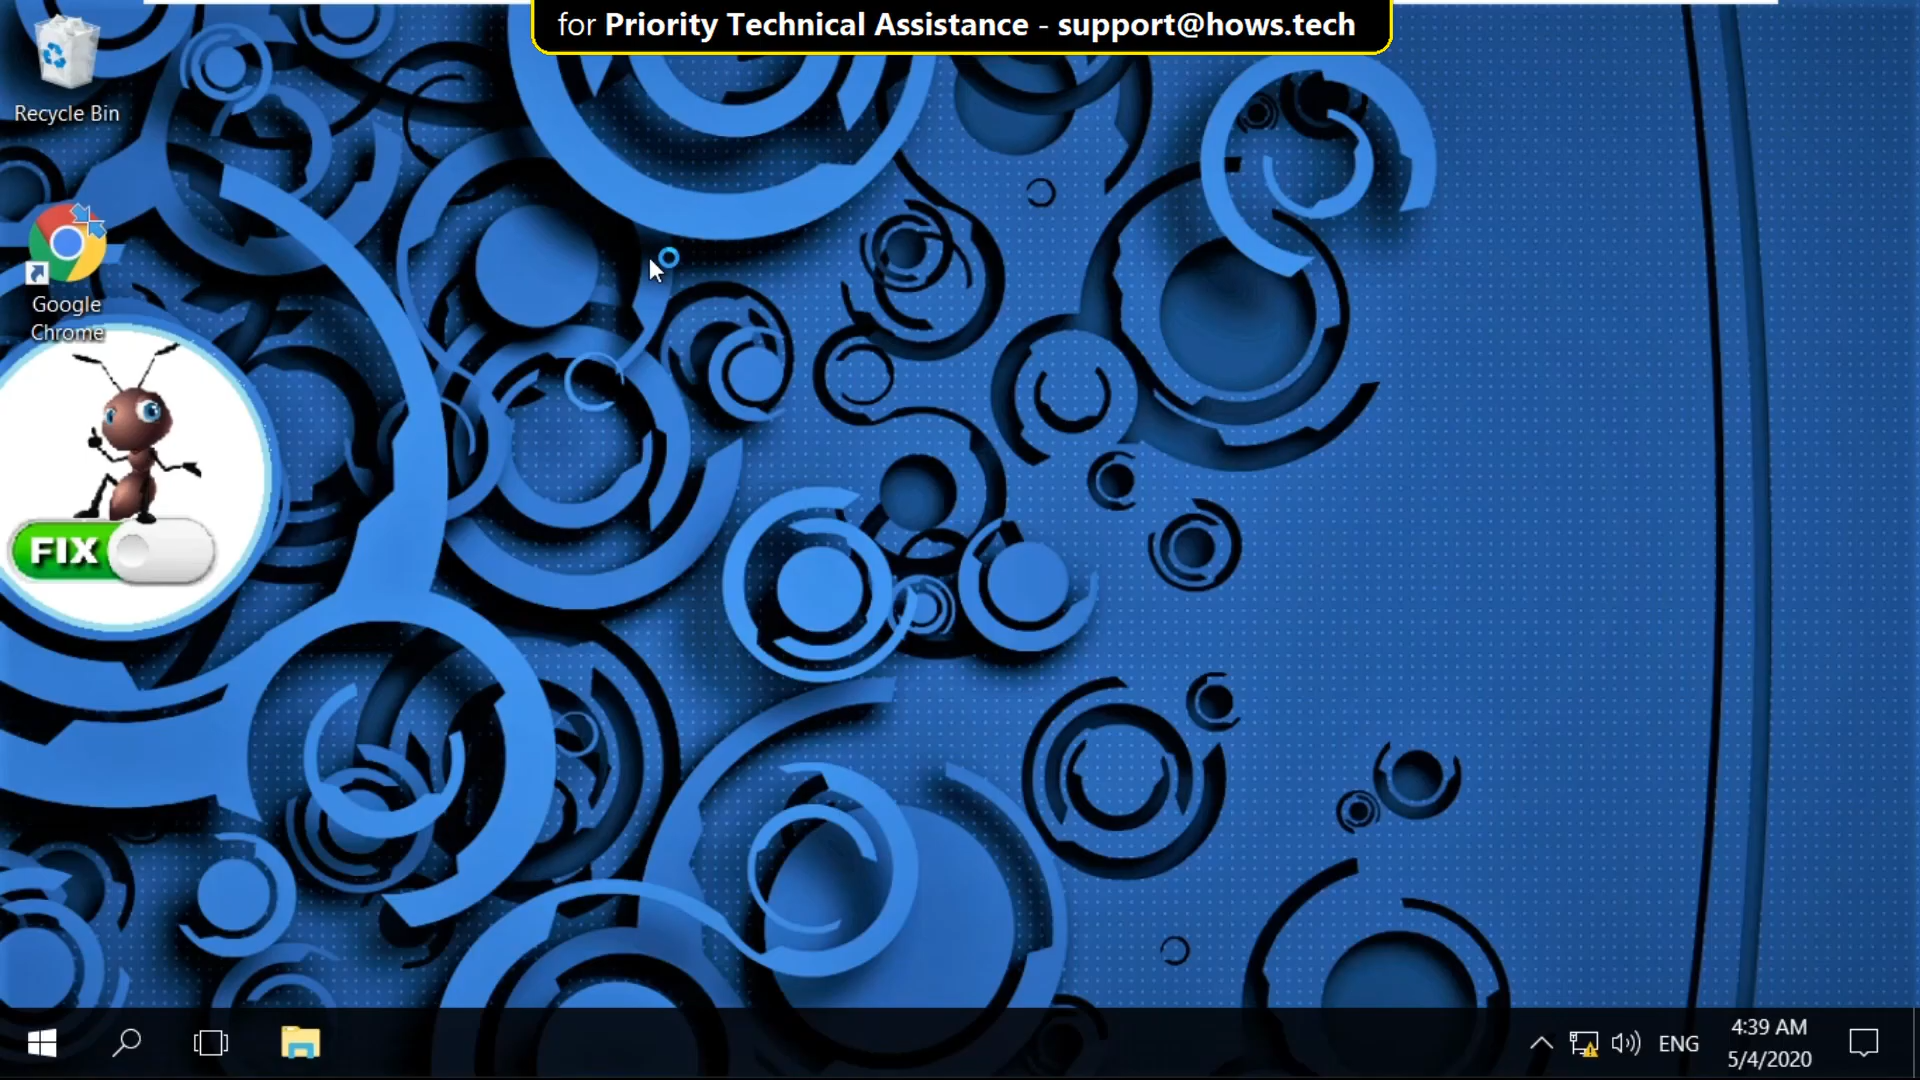 for Priority Technical Assistance - support@hows.tech
Recycle Bin
Google
Chrome
FIX
ENG
4:39 AM
5/4/2020